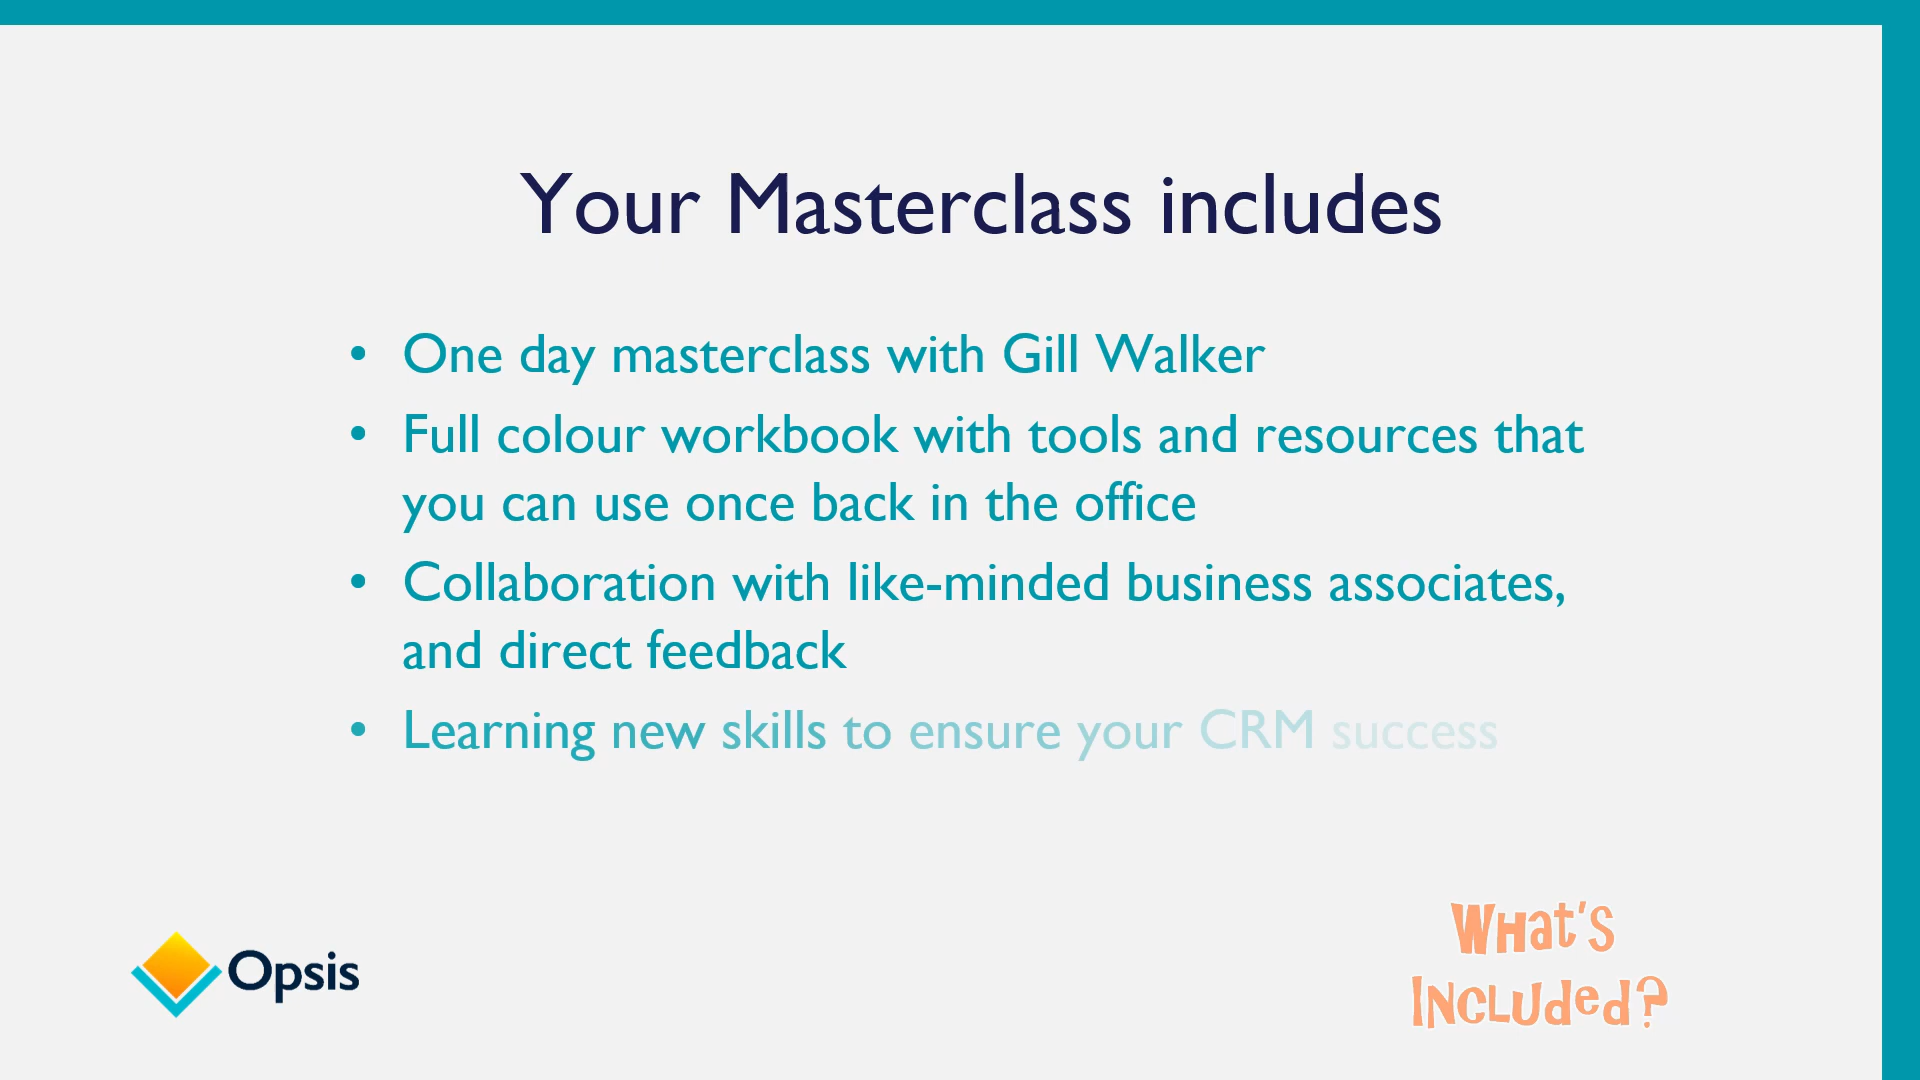 Your Masterclass includes
• One day masterclass with Gill Walker
• Full colour workbook with tools and resources that
you can use once back in the office
• Collaboration with like-minded business associates,
and direct feedback
• Learning new skills to ensure your CRM success
Opsis
What's
Included?